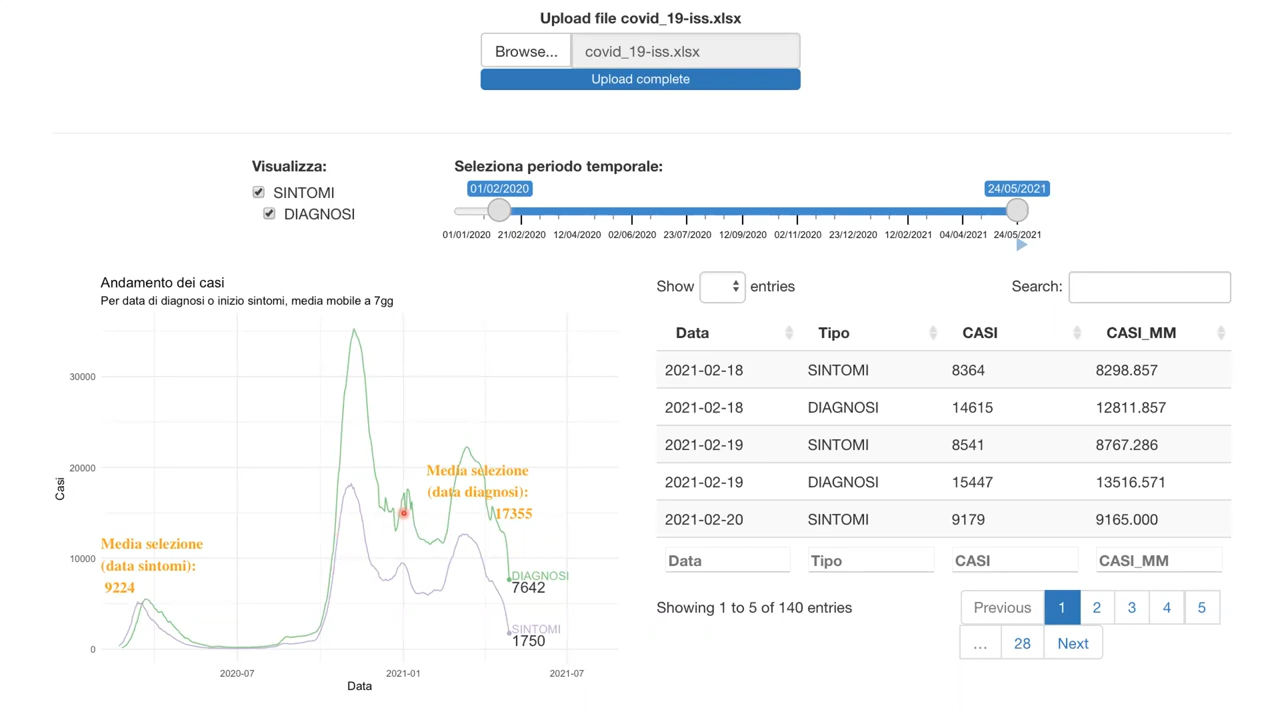 Upload file covid_19-iss.xlsx
Browse... covid_19-iss.xlsx
Upload complete
Visualizza:
SINTOMI
DIAGNOSI
Seleziona periodo temporale:
01/02/2020 24/05/2021
01/01/2020 21/02/2020 12/04/2020 02/06/2020 23/07/2020 12/09/2020 02/11/2020 23/12/2020 12/02/2021 04/04/2021 24/05/2021
Andamento dei casi
Per data di diagnosi o inizio sintomi, media mobile a 7gg
30000
20000
10000
0
Casi
Media selezione
(data sintomi):
9224
Media selezione
(data diagnosi):
17355
DIAGNOSI
7642
SINTOMI
1750
2020-07 2021-01 2021-07
Data
Show entries Search:
Data Tipo CASI CASI_MM
2021-02-18 SINTOMI 8364 8298.857
2021-02-18 DIAGNOSI 14615 12811.857
2021-02-19 SINTOMI 8541 8767.286
2021-02-19 DIAGNOSI 15447 13516.571
2021-02-20 SINTOMI 9179 9165.000
Data Tipo CASI CASI_MM
Showing 1 to 5 of 140 entries
Previous 1 2 3 4 5
... 28 Next